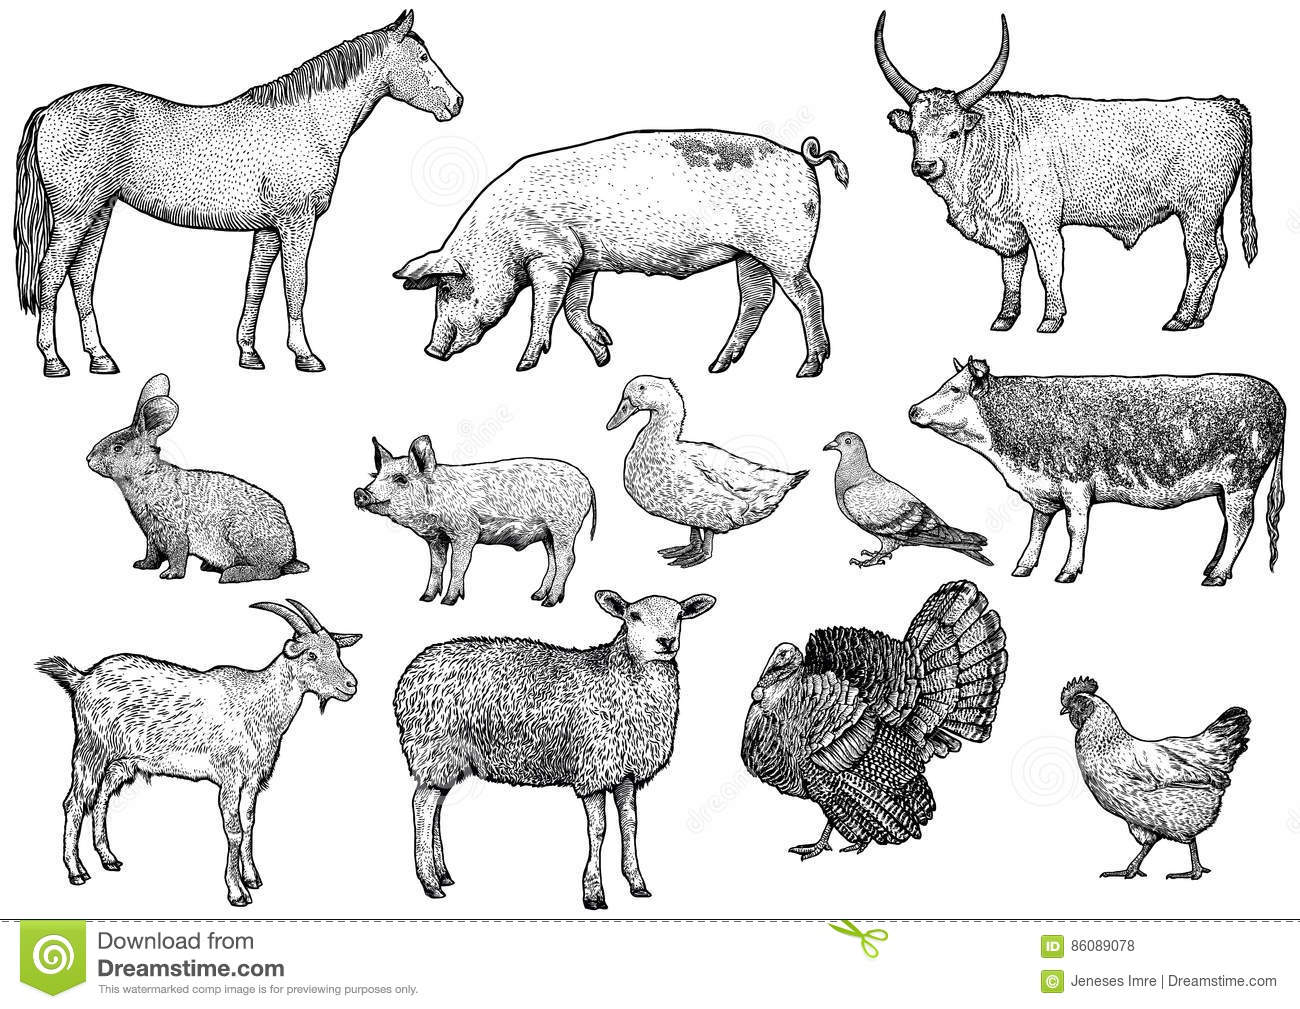 Download from
Dreamstime.com
This watermarked comp image is for previewing purposes only.
ID 86089078
© Jeneses Imre | Dreamstime.com